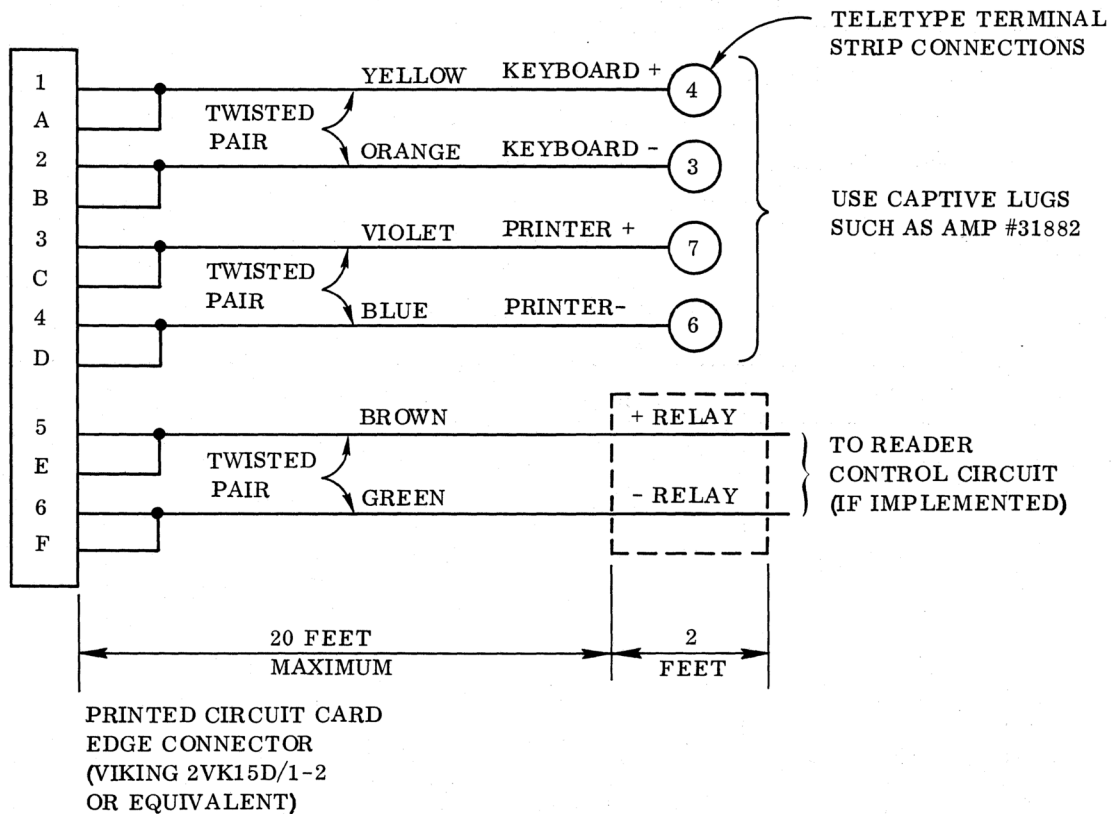 TELETYPE TERMINAL
STRIP CONNECTIONS
1
YELLOW
KEYBOARD +
4
A
TWISTED
PAIR
2
ORANGE
KEYBOARD -
3
B
USE CAPTIVE LUGS
SUCH AS AMP #31882
3
VIOLET
PRINTER +
7
C
TWISTED
PAIR
4
BLUE
PRINTER-
6
D
5
BROWN
+ RELAY
E
TWISTED
PAIR
TO READER
CONTROL CIRCUIT
(IF IMPLEMENTED)
6
GREEN
- RELAY
F
20 FEET
MAXIMUM
2
FEET
PRINTED CIRCUIT CARD
EDGE CONNECTOR
(VIKING 2VK15D/1-2
OR EQUIVALENT)